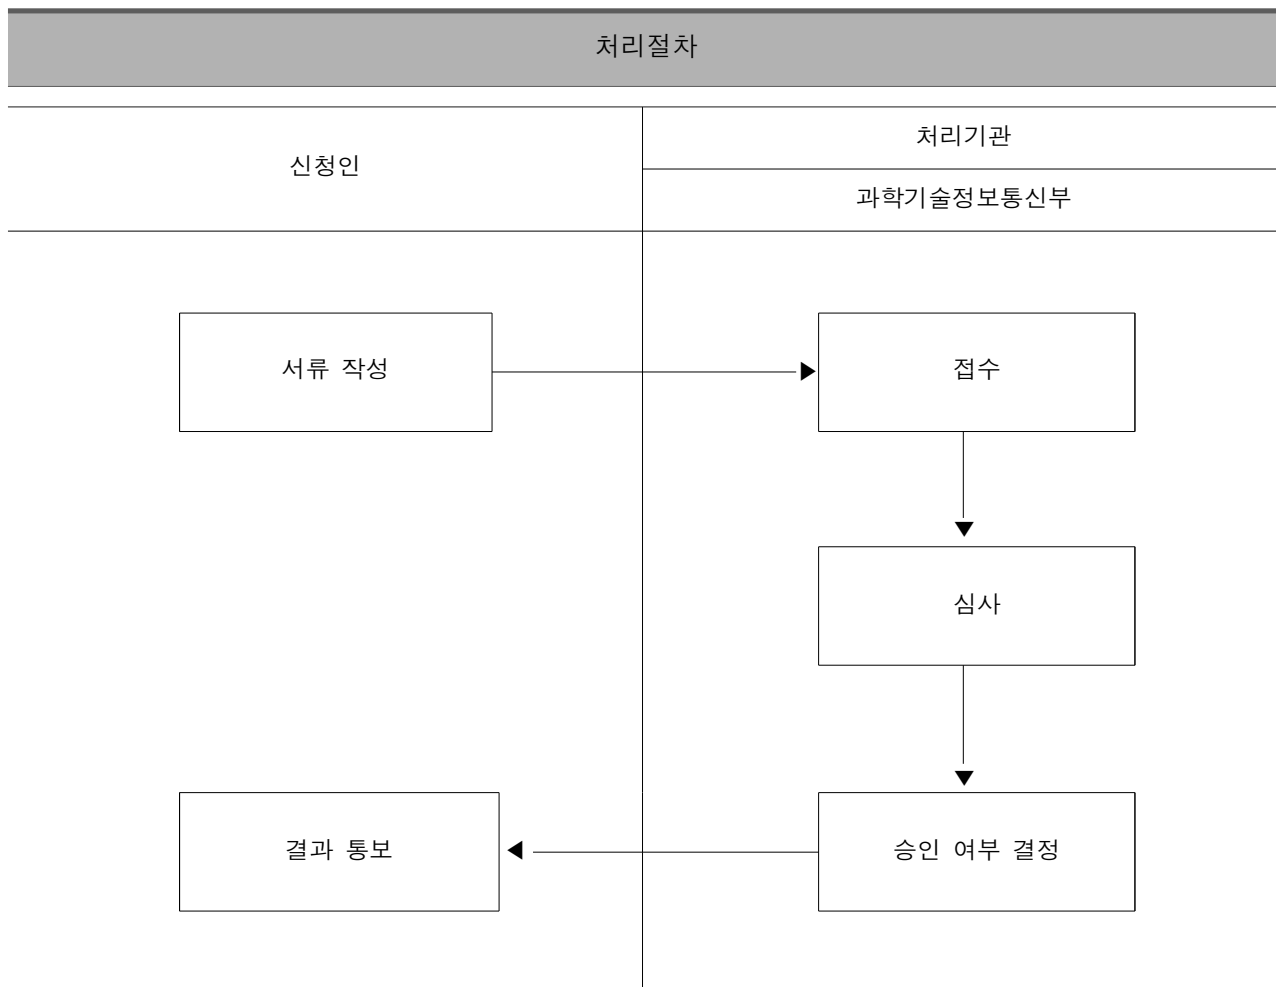 처리절차
신청인
처리기관
과학기술정보통신부
서류 작성
접수
심사
결과 통보
승인 여부 결정